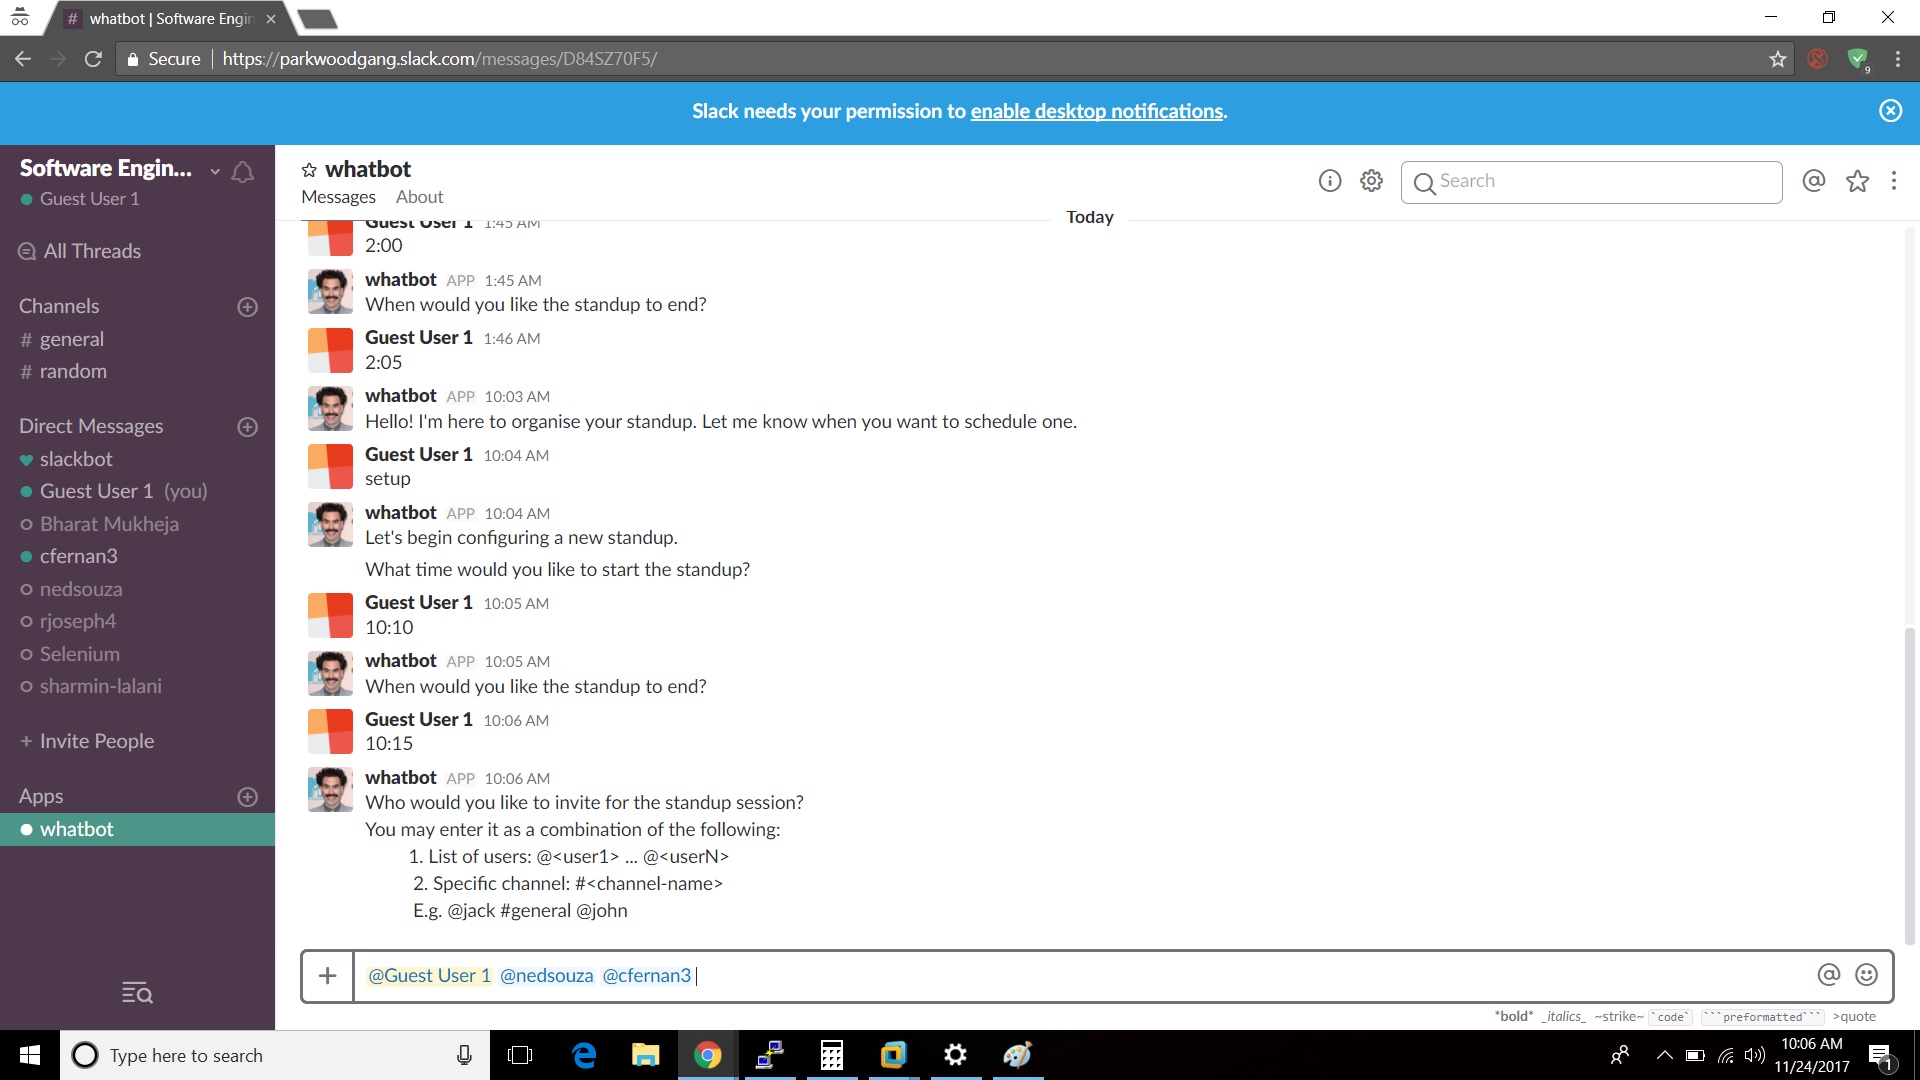 whatbot | Software Engin
Secure
https://parkwoodgang.slack.com/messages/D84SZ70F5/
9
Slack needs your permission to enable desktop notifications.
Software Engin...
Guest User 1
All Threads
Channels
# general
# random
Direct Messages
slackbot
Guest User 1 (you)
Bharat Mukheja
cfernan3
nedsouza
rjoseph4
Selenium
sharmin-lalani
+ Invite People
Apps
whatbot
whatbot
Messages About
Search
Today
Guest User 1 1:45 AM
2:00
whatbot APP 1:45 AM
When would you like the standup to end?
Guest User 1 1:46 AM
2:05
whatbot APP 10:03 AM
Hello! I'm here to organise your standup. Let me know when you want to schedule one.
Guest User 1 10:04 AM
setup
whatbot APP 10:04 AM
Let's begin configuring a new standup.
What time would you like to start the standup?
Guest User 1 10:05 AM
10:10
whatbot APP 10:05 AM
When would you like the standup to end?
Guest User 1 10:06 AM
10:15
whatbot APP 10:06 AM
Who would you like to invite for the standup session?
You may enter it as a combination of the following:
1. List of users: @<user1> ... @<userN>
2. Specific channel: #<channel-name>
E.g. @jack #general @john
@Guest User 1 @nedsouza @cfernan3
*bold* _italics_ ~strike~ `code` ```preformatted``` >quote
Type here to search
10:06 AM
11/24/2017
1